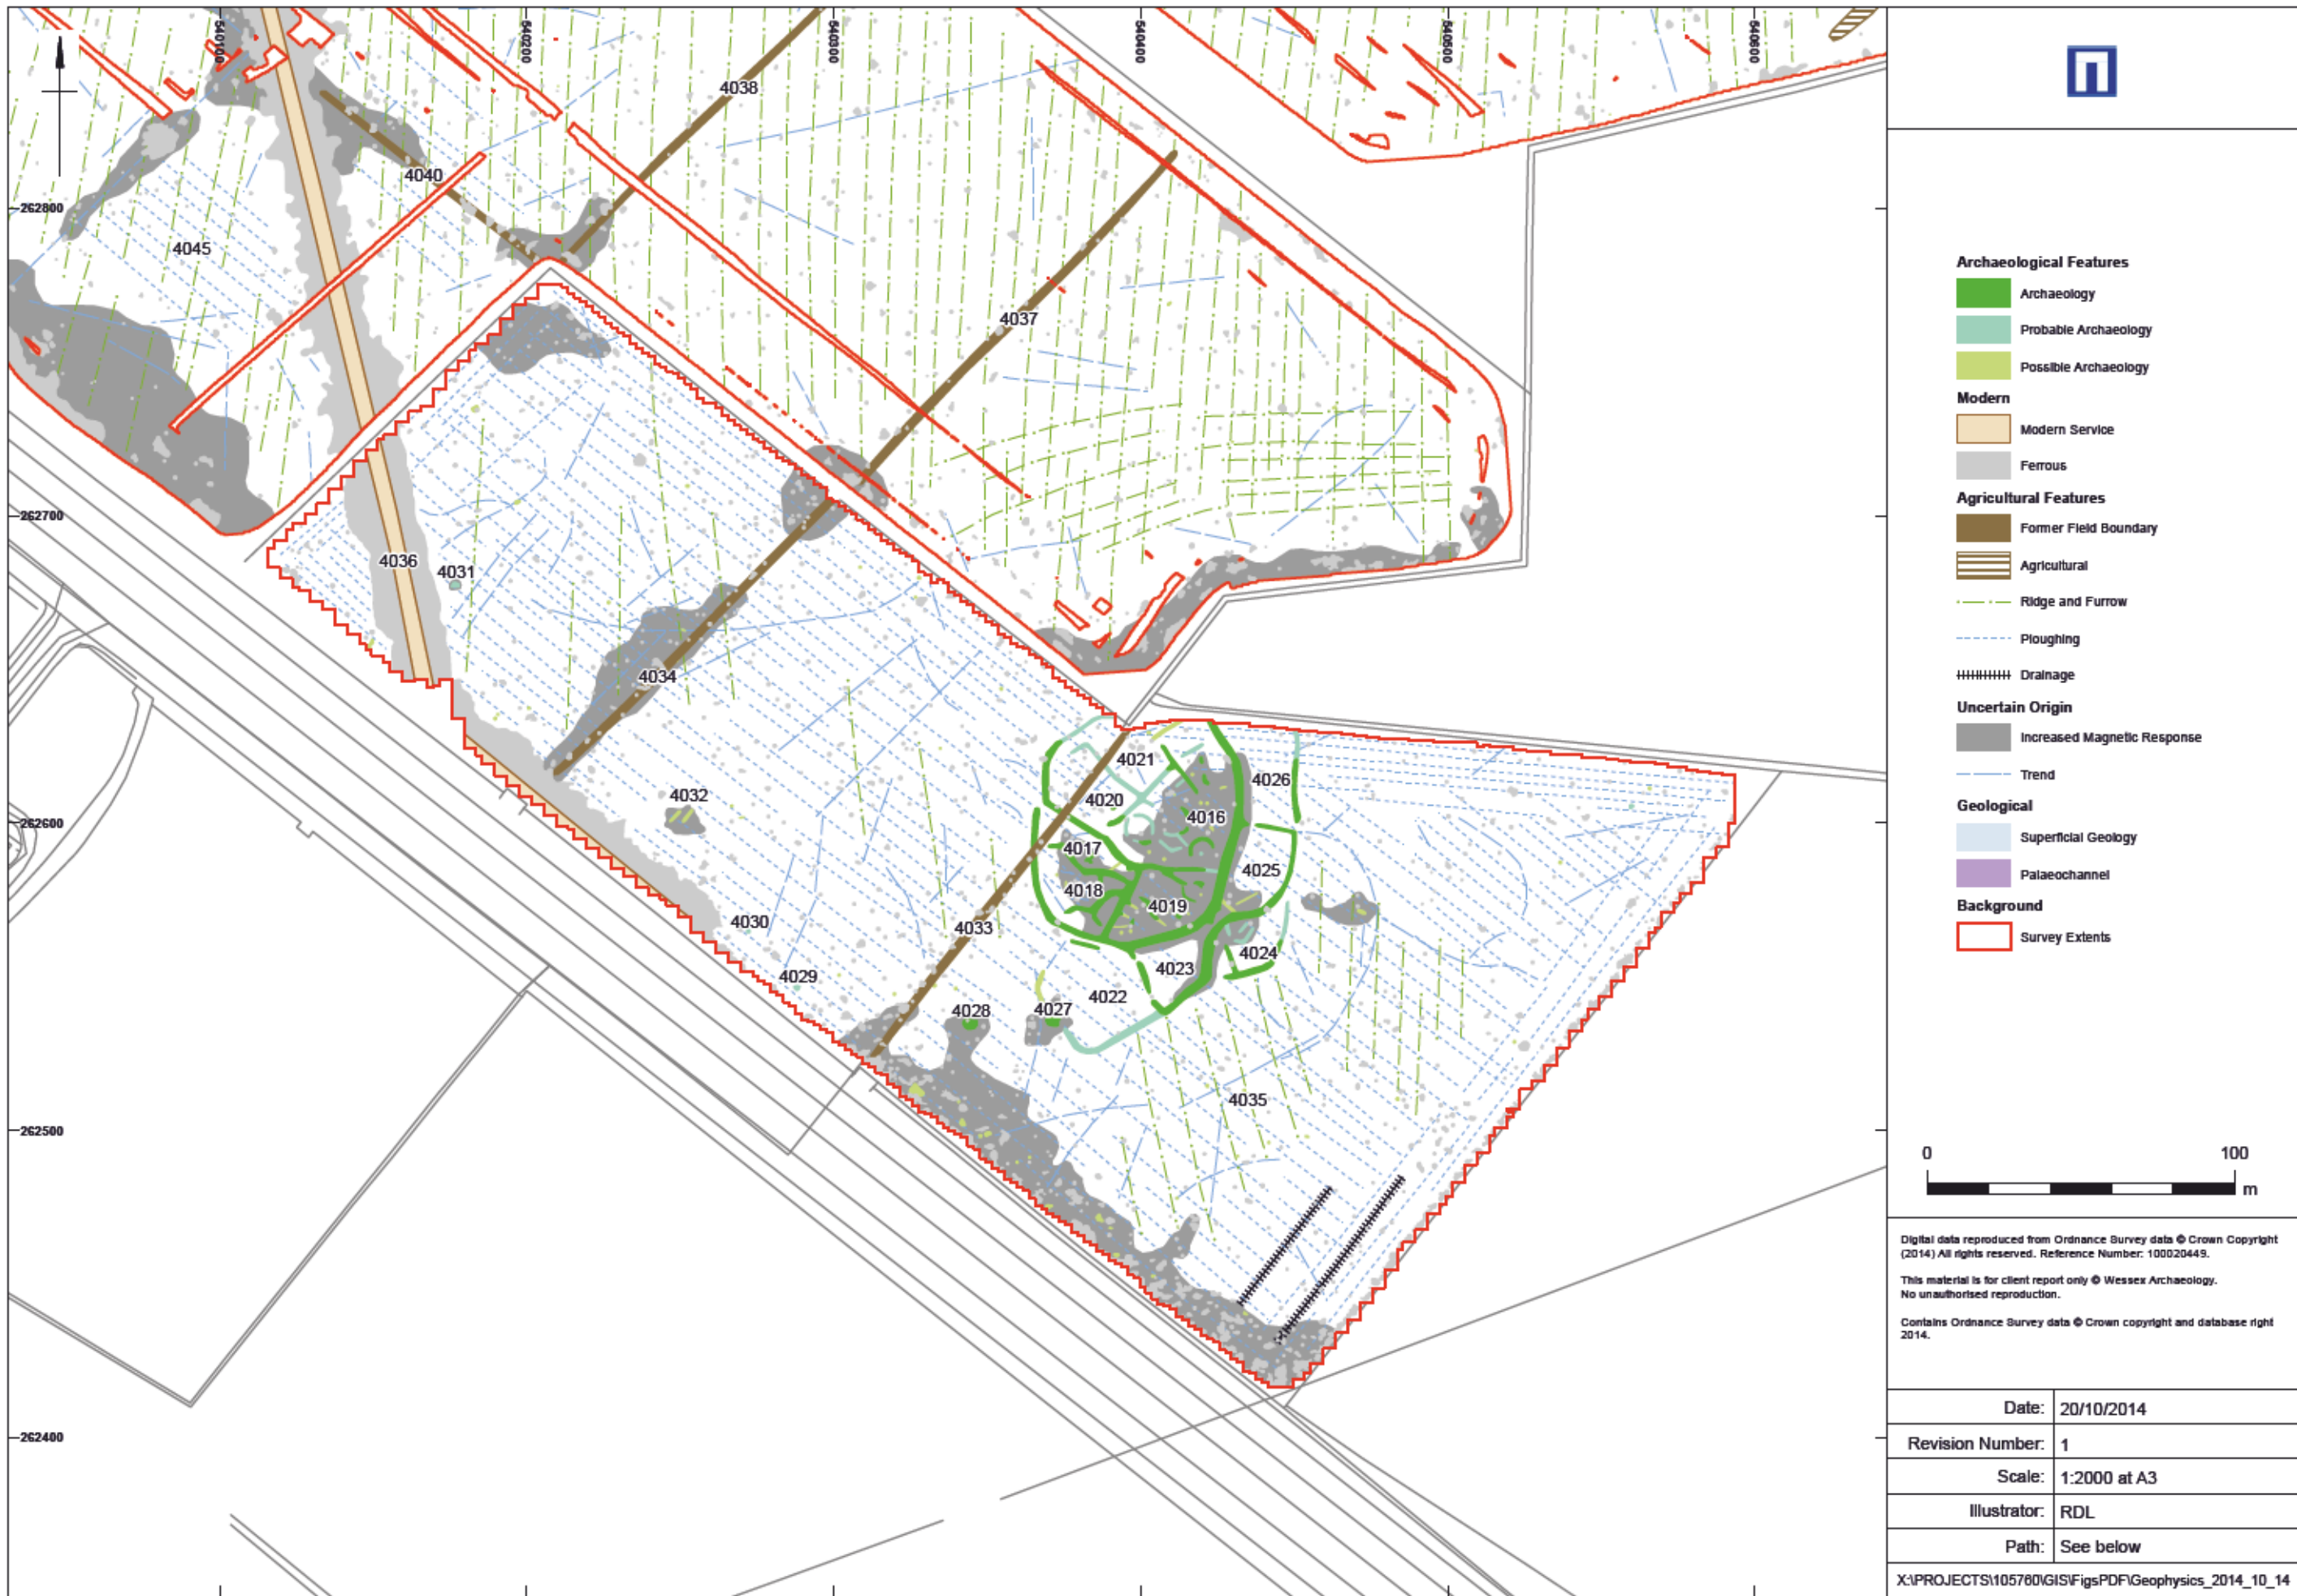 540100
540200
540300
540400
540500
540600
262800
262700
262600
262500
262400
4038
4040
4045
4037
4036
4031
4034
4032
4021
4026
4020
4016
4017
4025
4018
4019
4030
4033
4024
4023
4029
4022
4028
4027
4035
Archaeological Features
Archaeology
Probable Archaeology
Possible Archaeology
Modern
Modern Service
Ferrous
Agricultural Features
Former Field Boundary
Agricultural
Ridge and Furrow
Ploughing
Drainage
Uncertain Origin
Increased Magnetic Response
Trend
Geological
Superficial Geology
Palaeochannel
Background
Survey Extents
0 100
m
Digital data reproduced from Ordnance Survey data © Crown Copyright
(2014) All rights reserved. Reference Number: 100020449.
This material is for client report only © Wessex Archaeology.
No unauthorised reproduction.
Contains Ordnance Survey data © Crown copyright and database right
2014.
Date: 20/10/2014
Revision Number: 1
Scale: 1:2000 at A3
Illustrator: RDL
Path: See below
X:\PROJECTS\105760\GIS\FigsPDF\Geophysics_2014_10_14